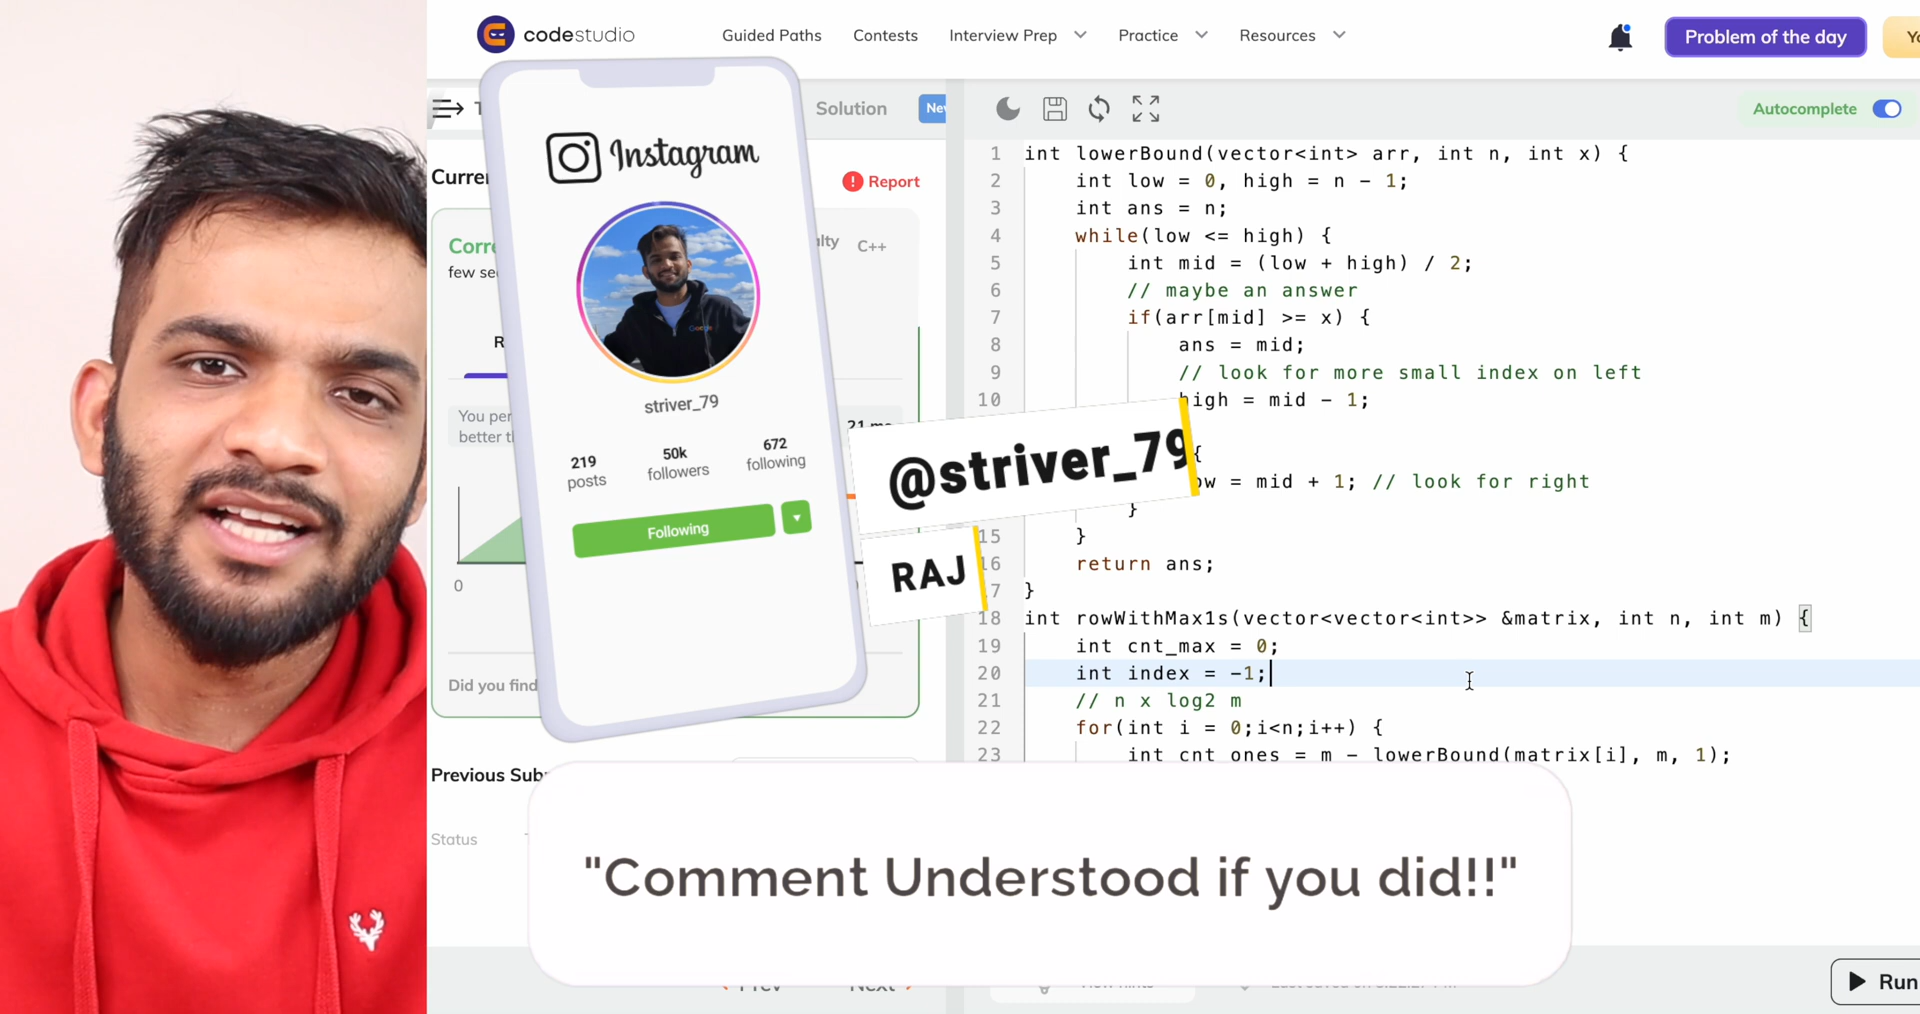 codestudio
Guided Paths
Contests
Interview Prep
Practice
Resources
Problem of the day
Solution
Report
C++
few
You
better
0
Did you find
Previous
Status
Instagram
striver_79
219
posts
50k
followers
672
following
Following
@striver_79
RAJ
Autocomplete
1 int lowerBound(vector<int> arr, int n, int x) {
2 int low = 0, high = n - 1;
3 int ans = n;
4 while(low <= high) {
5 int mid = (low + high) / 2;
6 // maybe an answer
7 if(arr[mid] >= x) {
8 ans = mid;
9 // look for more small index on left
10 high = mid - 1;
{
= mid + 1; // look for right
}
15 }
16 return ans;
}
18 int rowWithMax1s(vector<vector<int>> &matrix, int n, int m) {
19 int cnt_max = 0;
20 int index = -1;
21 // n x log2 m
22 for(int i = 0;i<n;i++) {
23 int cnt_ones = m - lowerBound(matrix[i], m, 1);
"Comment Understood if you did!!"
Run